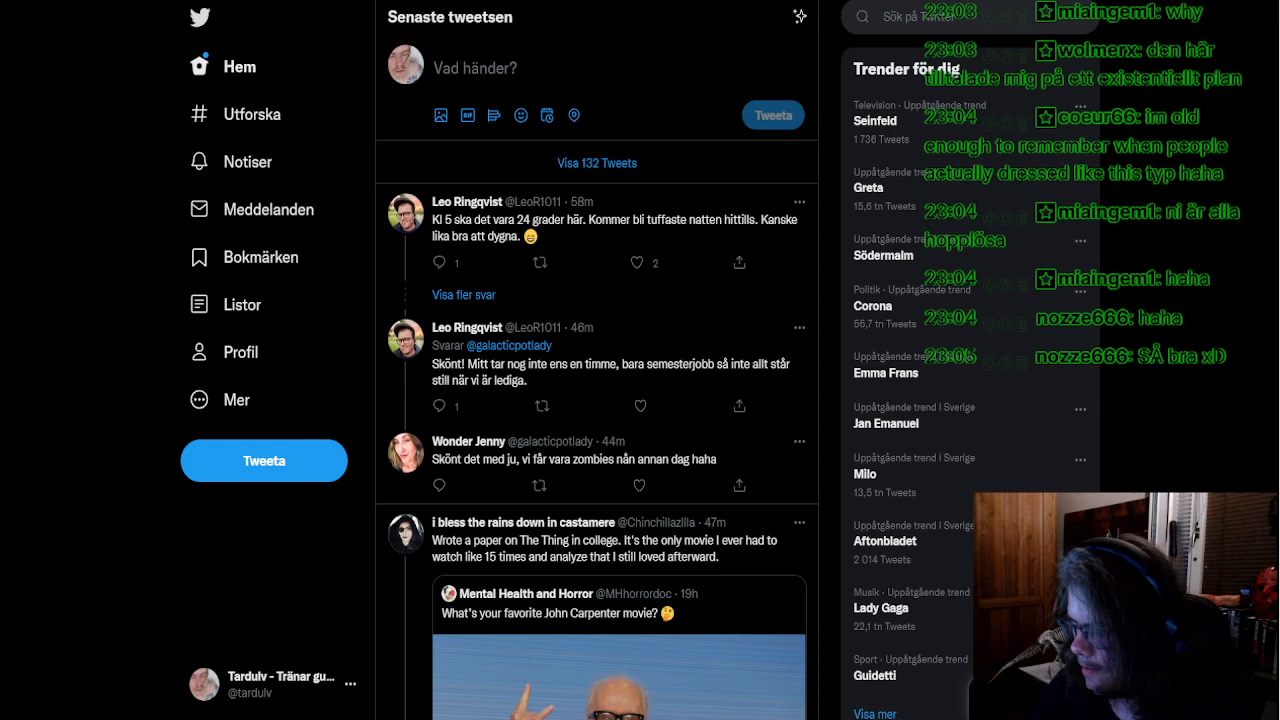 Hem
Utforska
Notiser
Meddelanden
Bokmärken
Listor
Profil
Mer
Tweeta
Tardulv - Tränar gu...
@tardulv
Senaste tweetsen
Vad händer?
GIF
Tweeta
Visa 132 Tweets
Leo Ringqvist @LeoR1011 · 58m
Kl 5 ska det vara 24 grader här. Kommer bli tuffaste natten hittills. Kanske
lika bra att dygna. 😄
1
2
Visa fler svar
Leo Ringqvist @LeoR1011 · 46m
Svarar @galacticpotlady
Skönt! Mitt tar nog inte ens en timme, bara semesterjobb så inte allt står
still när vi är lediga.
1
Wonder Jenny @galacticpotlady · 44m
Skönt det med ju, vi får vara zombies nån annan dag haha
i bless the rains down in castamere @Chinchillazilla · 47m
Wrote a paper on The Thing in college. It's the only movie I ever had to
watch like 15 times and analyze that I still loved afterward.
Mental Health and Horror @MHhorrordoc · 19h
What's your favorite John Carpenter movie? 🤔
Sök på Twitter
Trender för dig
Television · Uppåtgående trend
Seinfeld
1 736 Tweets
Uppåtgående
Greta
15,6 tn Tweets
Uppåtgående
Södermalm
Politik · Uppåtgående trend
Corona
56,7 tn Tweets
Uppåtgående
Emma Frans
Uppåtgående trend i Sverige
Jan Emanuel
Uppåtgående trend i Sverige
Milo
13,5 tn Tweets
Uppåtgående trend i Sverige
Aftonbladet
2 014 Tweets
Musik · Uppåtgående trend
Lady Gaga
22,1 tn Tweets
Sport · Uppåtgående trend
Guidetti
Visa mer
23:03 miaingem1: why
23:03 wolmerx: den här
tilltalade mig på ett existentiellt plan
23:04 coeur66: im old
enough to remember when people
actually dressed like this typ haha
23:04 miaingem1: ni är alla
hopplösa
23:04 miaingem1: haha
23:04 nozze666: haha
23:05 nozze666: SÅ bra xD